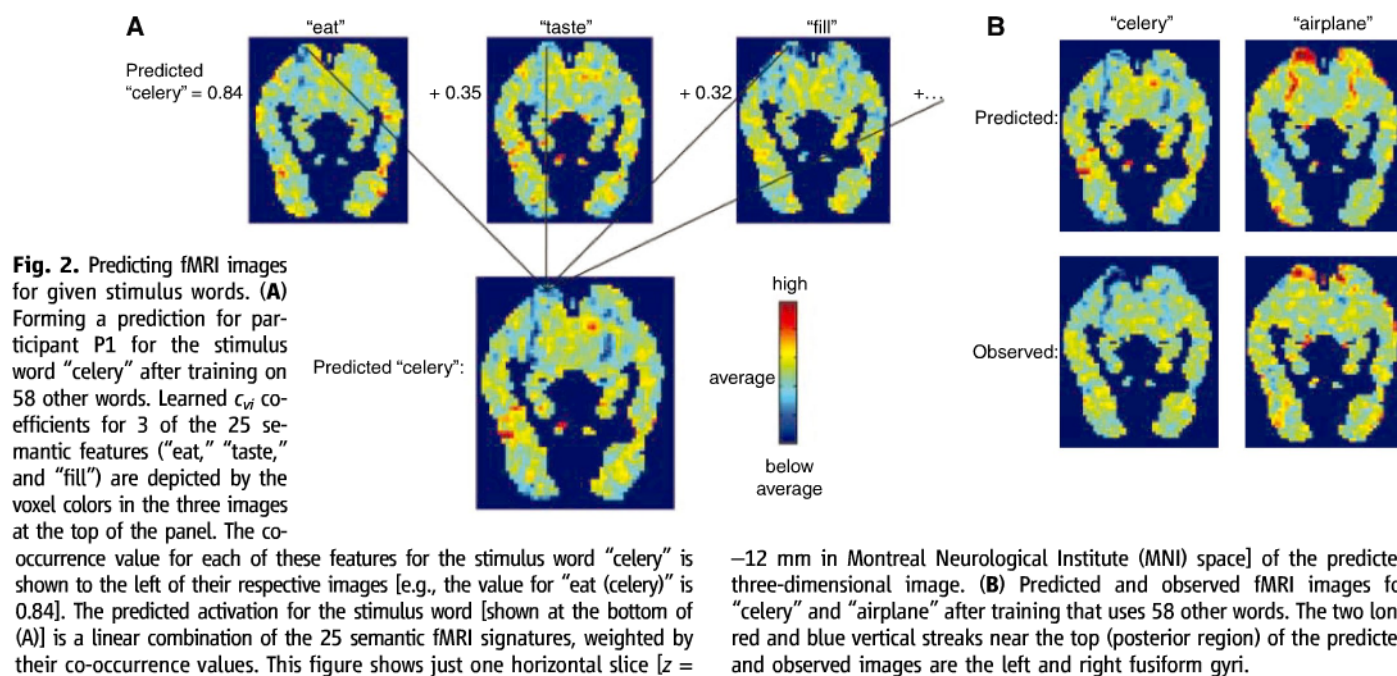 A
"eat"
"taste"
"fill"
Predicted
"celery" = 0.84
+ 0.35
+ 0.32
+...
Predicted "celery":
high
average
below
average
B
"celery"
"airplane"
Predicted:
Observed:
Fig. 2. Predicting fMRI images
for given stimulus words. (A)
Forming a prediction for par-
ticipant P1 for the stimulus
word "celery" after training on
58 other words. Learned cvi co-
efficients for 3 of the 25 se-
mantic features ("eat," "taste,"
and "fill") are depicted by the
voxel colors in the three images
at the top of the panel. The co-
occurrence value for each of these features for the stimulus word "celery" is
shown to the left of their respective images [e.g., the value for "eat (celery)" is
0.84]. The predicted activation for the stimulus word [shown at the bottom of
(A)] is a linear combination of the 25 semantic fMRI signatures, weighted by
their co-occurrence values. This figure shows just one horizontal slice [z =
–12 mm in Montreal Neurological Institute (MNI) space] of the predicte
three-dimensional image. (B) Predicted and observed fMRI images fo
"celery" and "airplane" after training that uses 58 other words. The two lon
red and blue vertical streaks near the top (posterior region) of the predicte
and observed images are the left and right fusiform gyri.